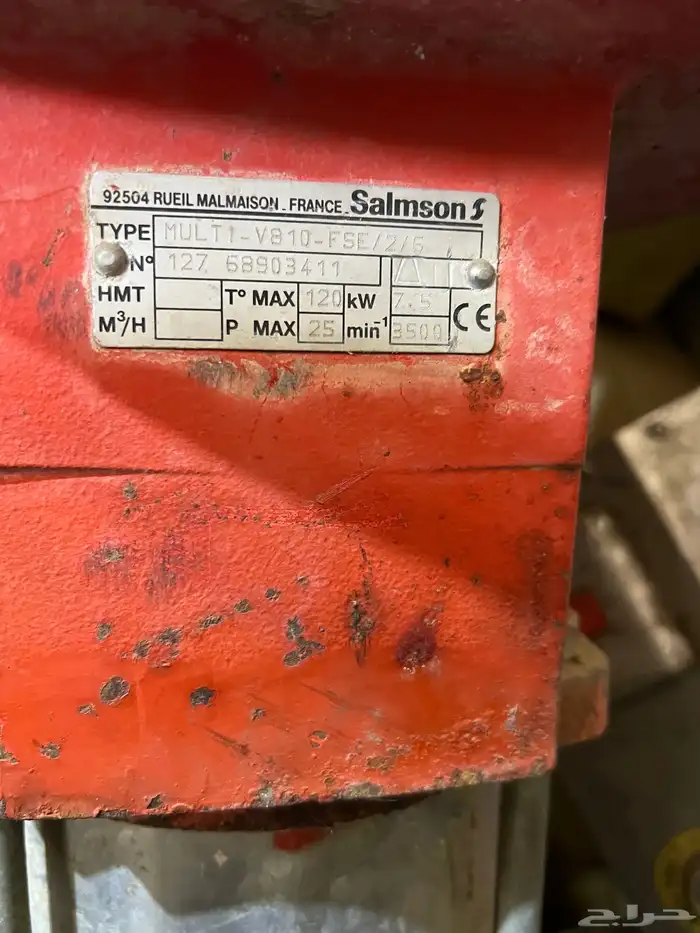 92504 RUEIL MALMAISON . FRANCE . Salmson
TYPE MULTI-V810-FSE/2/6
N° 127 68903411
HMT T° MAX 120 kW 7.5
M³/H P MAX 25 min⁻¹ 3500 CE
حراج